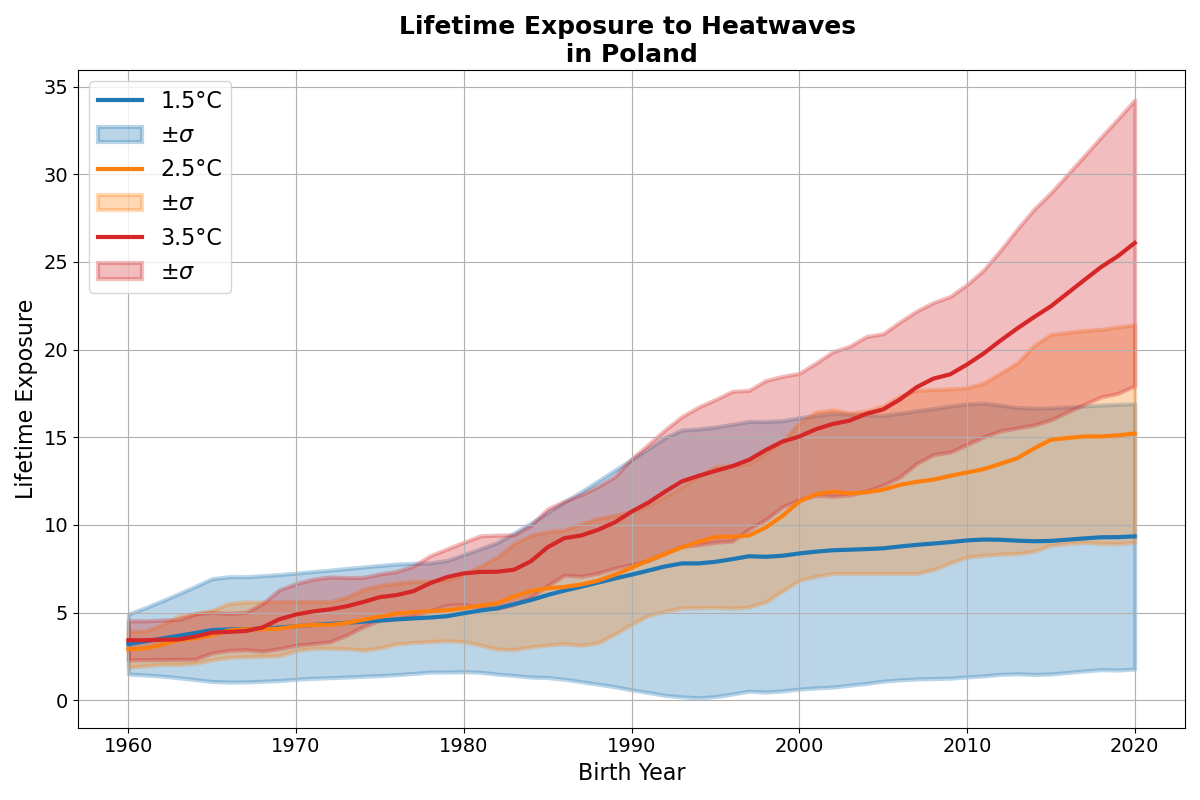 Lifetime Exposure to Heatwaves
in Poland
35
30
25
20
15
10
5
0
Lifetime Exposure
1.5°C
±σ
2.5°C
±σ
3.5°C
±σ
1960 1970 1980 1990 2000 2010 2020
Birth Year